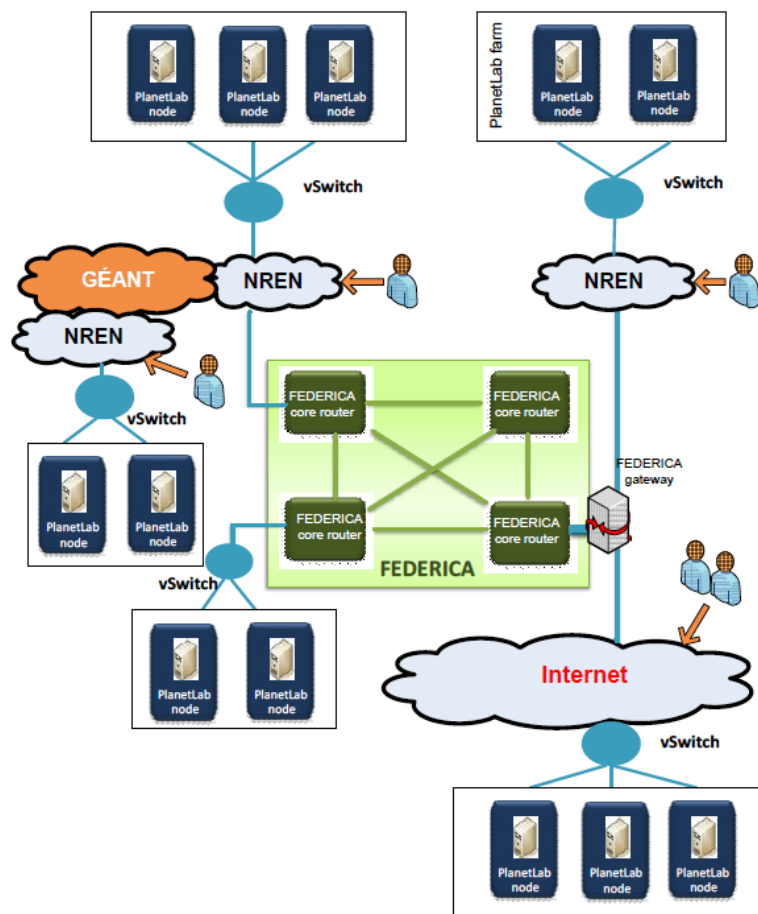 PlanetLab
node
PlanetLab
node
PlanetLab
node
PlanetLab farm
PlanetLab
node
PlanetLab
node
vSwitch
vSwitch
GÉANT
NREN
NREN
NREN
vSwitch
FEDERICA
core router
FEDERICA
core router
FEDERICA
gateway
PlanetLab
node
PlanetLab
node
FEDERICA
core router
FEDERICA
core router
FEDERICA
vSwitch
PlanetLab
node
PlanetLab
node
Internet
vSwitch
PlanetLab
node
PlanetLab
node
PlanetLab
node